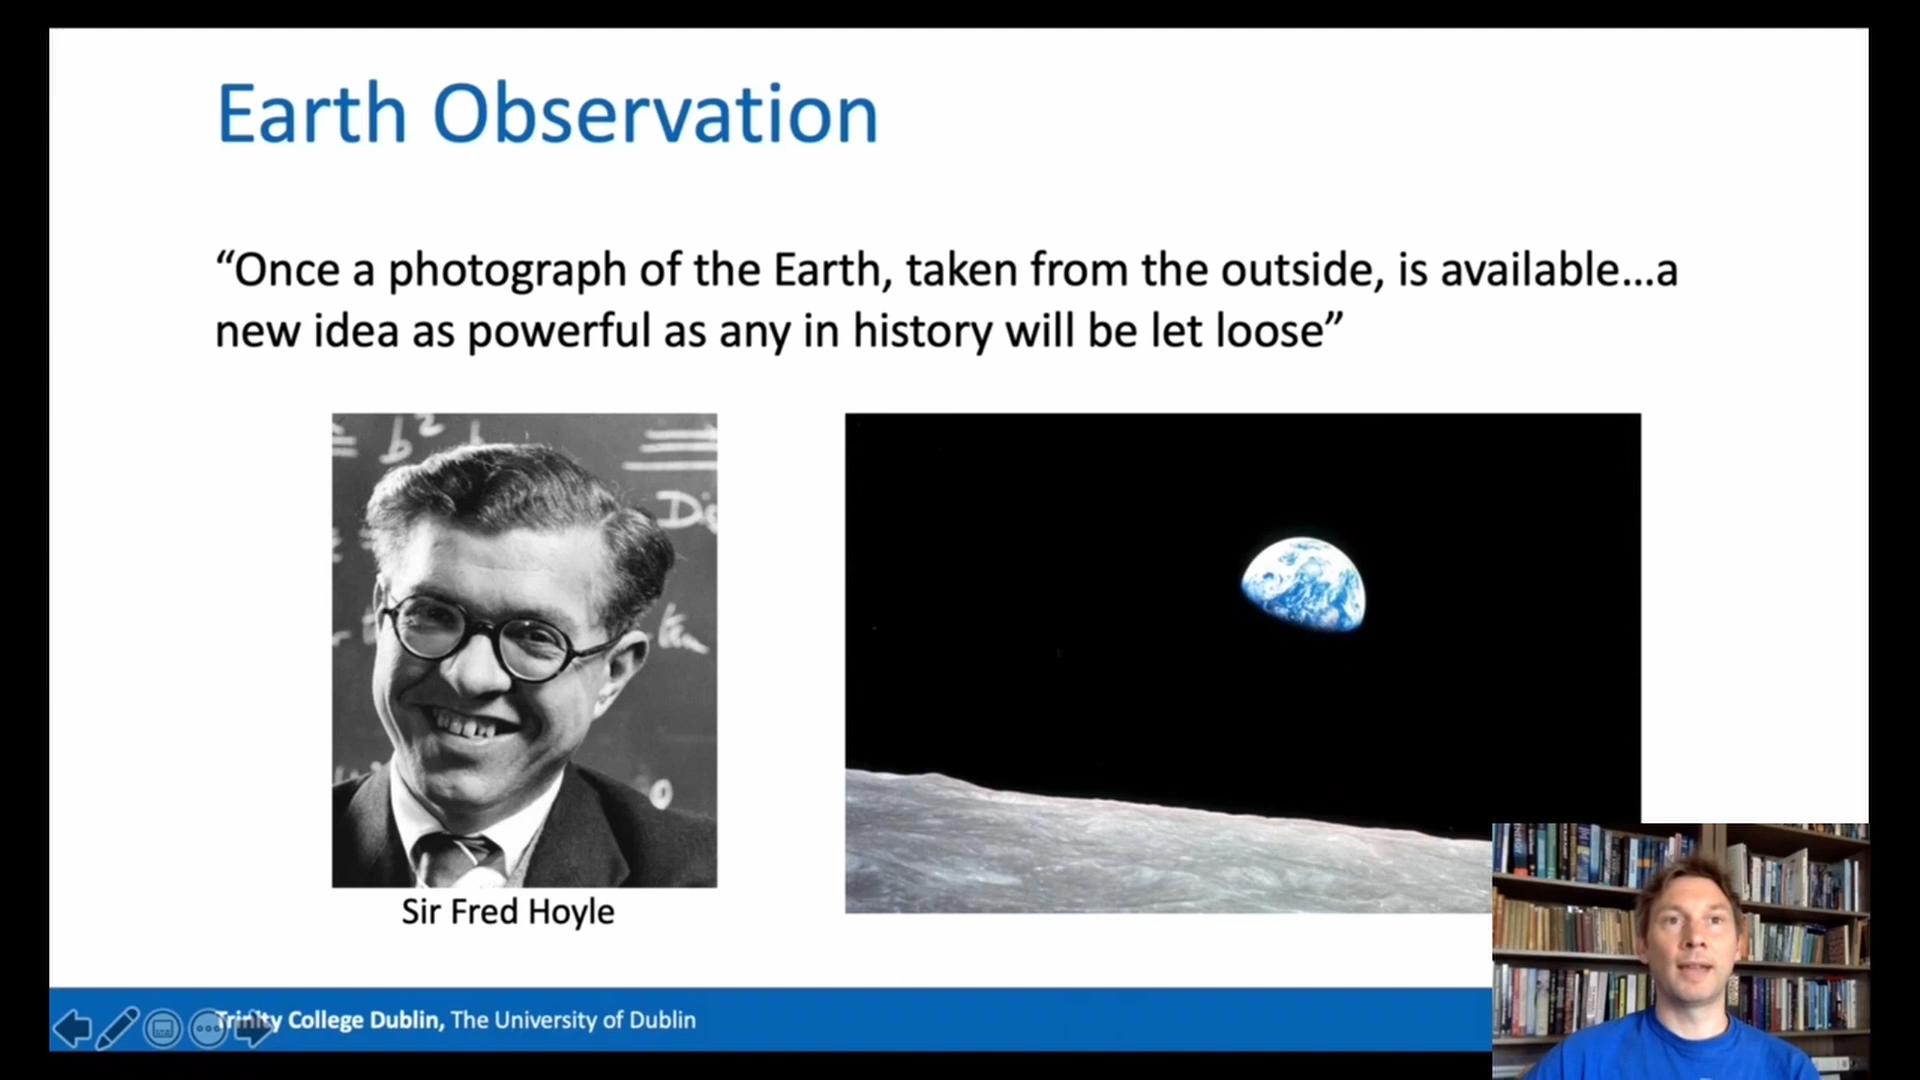 Earth Observation
“Once a photograph of the Earth, taken from the outside, is available...a
new idea as powerful as any in history will be let loose”
b²
Sir Fred Hoyle
Trinity College Dublin, The University of Dublin